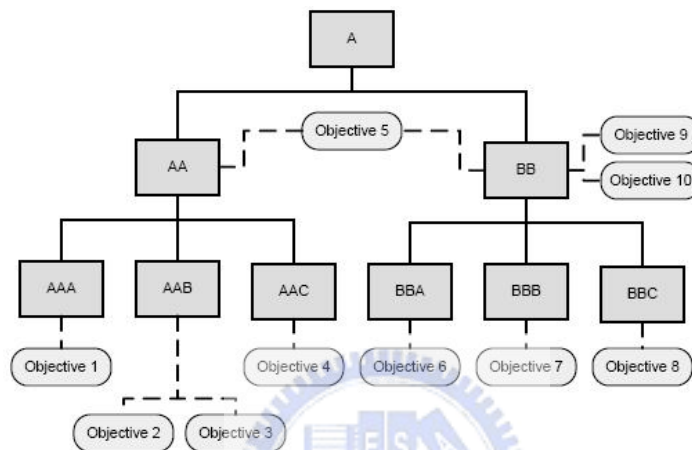 A
Objective 5
Objective 9
AA
BB
Objective 10
AAA
AAB
AAC
BBA
BBB
BBC
Objective 1
Objective 4
Objective 6
Objective 7
Objective 8
Objective 2
Objective 3
E S A